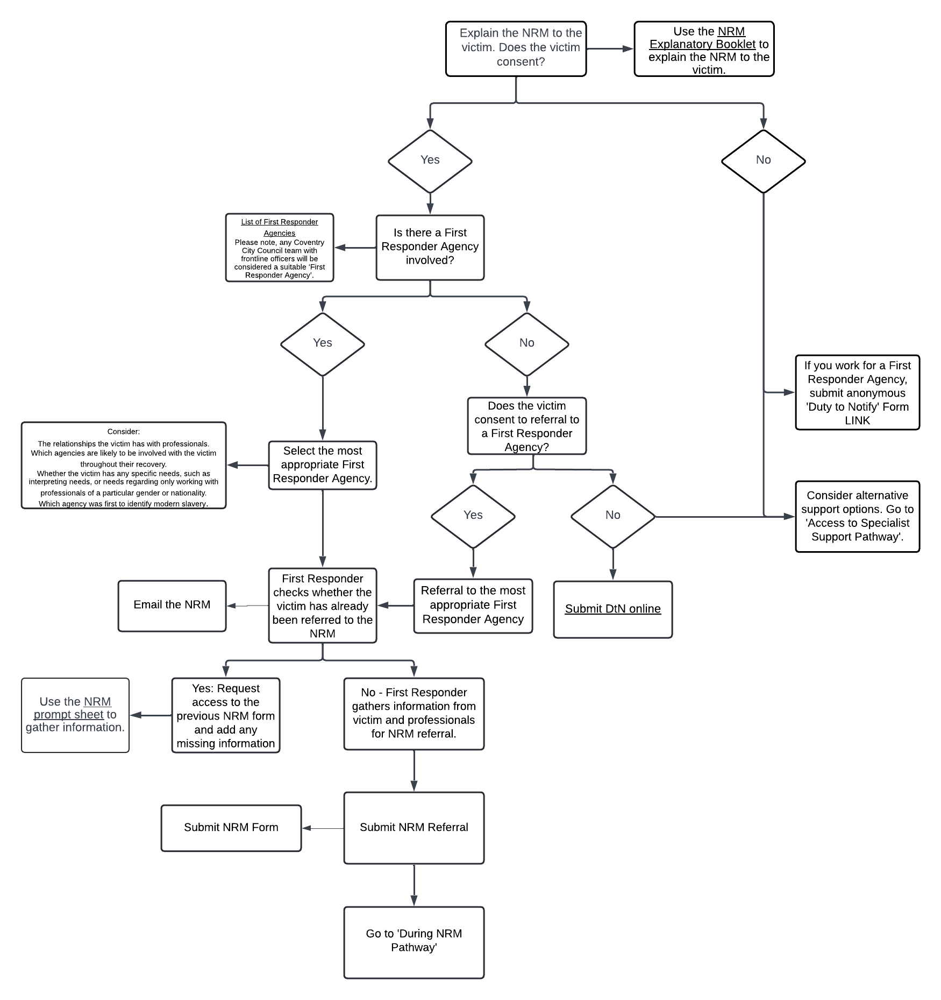 Explain the NRM to the
victim. Does the victim
consent?
Use the NRM
Explanatory Booklet to
explain the NRM to the
victim.
Yes
No
List of First Responder
Agencies
Please note, any Coventry
City Council team with
frontline officers will be
considered a suitable 'First
Responder Agency'.
Is there a First
Responder Agency
involved?
Yes
No
If you work for a First
Responder Agency,
submit anonymous
'Duty to Notify' Form
LINK
Does the victim
consent to referral to
a First Responder
Agency?
Consider:
The relationships the victim has with professionals.
Which agencies are likely to be involved with the victim
throughout their recovery.
Whether the victim has any specific needs, such as
interpreting needs, or needs regarding only working with
professionals of a particular gender or nationality.
Which agency was first to identify modern slavery.
Select the most
appropriate First
Responder Agency.
Yes
No
Consider alternative
support options. Go to
'Access to Specialist
Support Pathway'.
Email the NRM
First Responder
checks whether the
victim has already
been referred to the
NRM
Referral to the most
appropriate First
Responder Agency
Submit DtN online
Use the NRM
prompt sheet to
gather information.
Yes: Request
access to the
previous NRM form
and add any
missing information
No - First Responder
gathers information from
victim and professionals
for NRM referral.
Submit NRM Form
Submit NRM Referral
Go to 'During NRM
Pathway'